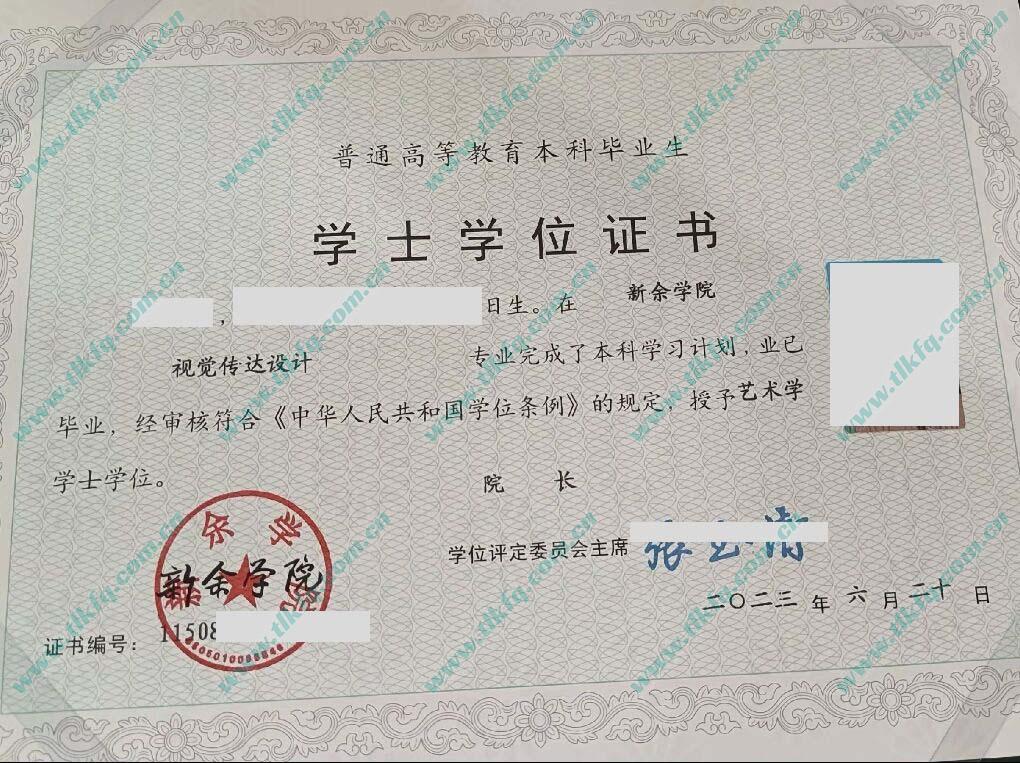 普通高等教育本科毕业生
学士学位证书
, 日生。在 新余学院
视觉传达设计 专业完成了本科学习计划，业已
毕业，经审核符合《中华人民共和国学位条例》的规定，授予艺术学
学士学位。
院 长
学位评定委员会主席
新余学院
二〇二三 年 六 月 二十 日
证书编号： 11508
www.tlkfq.com.cn